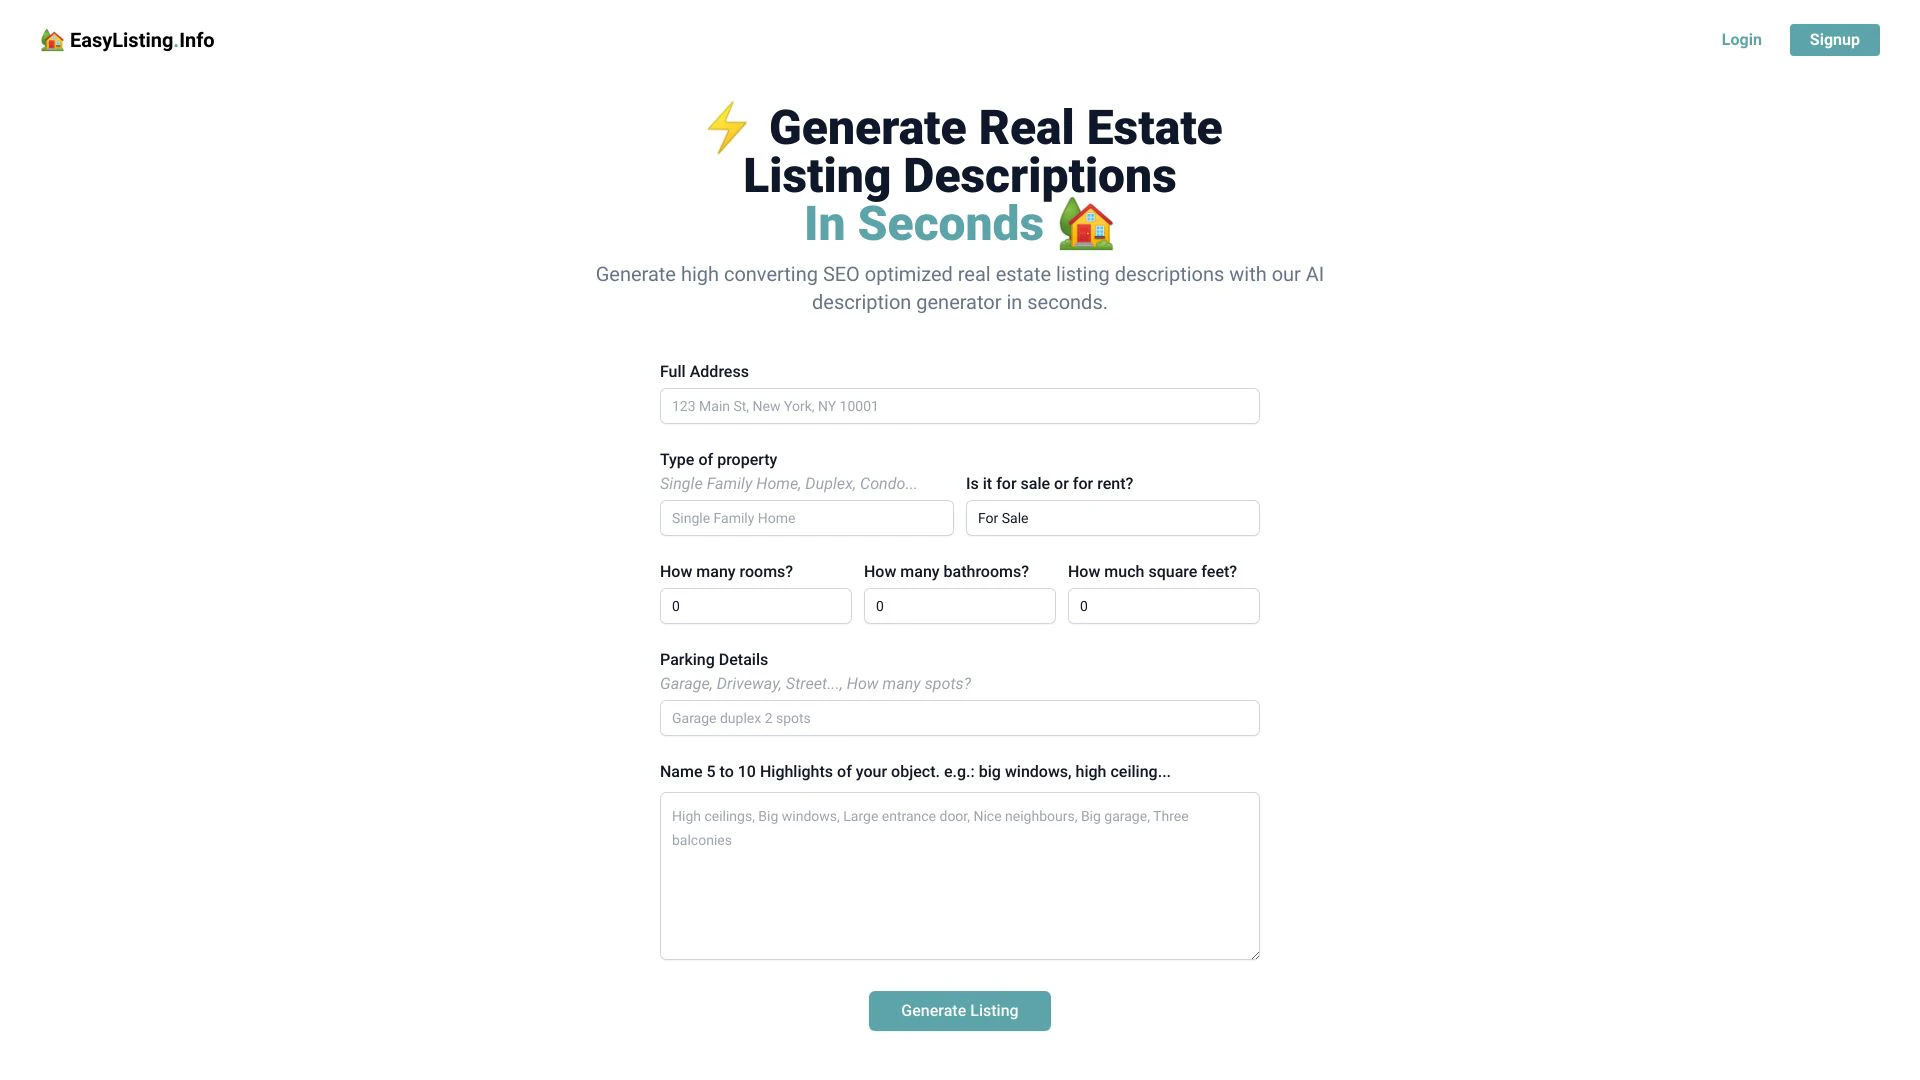 EasyListing.Info
Login
Signup
Generate Real Estate
Listing Descriptions
In Seconds
Generate high converting SEO optimized real estate listing descriptions with our AI
description generator in seconds.
Full Address
123 Main St, New York, NY 10001
Type of property
Single Family Home, Duplex, Condo...
Single Family Home
Is it for sale or for rent?
For Sale
How many rooms?
0
How many bathrooms?
0
How much square feet?
0
Parking Details
Garage, Driveway, Street..., How many spots?
Garage duplex 2 spots
Name 5 to 10 Highlights of your object. e.g.: big windows, high ceiling...
High ceilings, Big windows, Large entrance door, Nice neighbours, Big garage, Three
balconies
Generate Listing